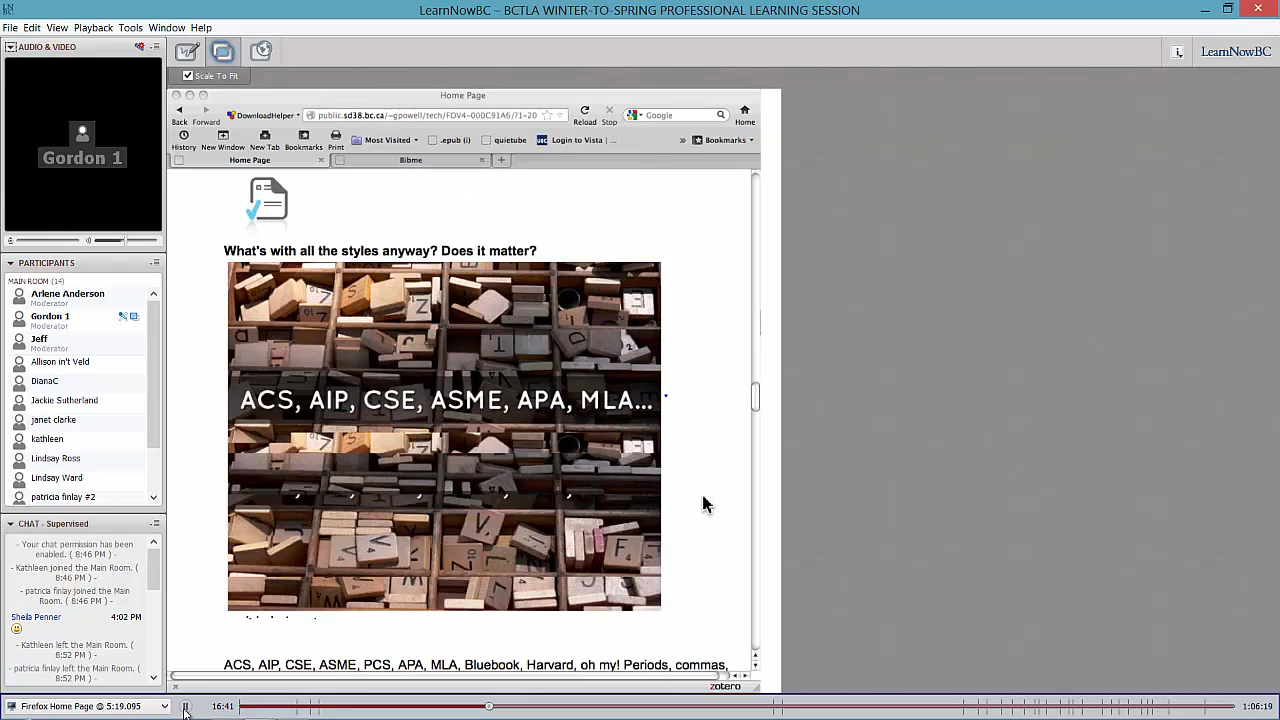 LearnNowBC – BCTLA WINTER-TO-SPRING PROFESSIONAL LEARNING SESSION
File Edit View Playback Tools Window Help
AUDIO & VIDEO
Gordon 1
PARTICIPANTS
MAIN ROOM (14)
Arlene Anderson
Moderator
Gordon 1
Moderator
Jeff
Moderator
Allison in't Veld
DianaC
Jackie Sutherland
janet clarke
kathleen
Lindsay Ross
Lindsay Ward
patricia finlay #2
CHAT - Supervised
- Your chat permission has
been enabled. ( 8:46 PM ) -
- Kathleen joined the Main Room. (
8:46 PM ) -
- patricia finlay joined the Main
Room. ( 8:46 PM ) -
Sheila Penner 4:02 PM
- Kathleen left the Main Room. (
8:52 PM ) -
- patricia finlay left the Main Room. (
8:52 PM ) -
LearnNowBC
Scale To Fit
Home Page
Back Forward DownloadHelper public.sd38.bc.ca/~gpowell/tech/FOV4-000C91A6/?1-20 Reload Stop Google Home
History New Window New Tab Bookmarks Print Most Visited .epub (i) quietube UBC Login to Vista | ... » Bookmarks
Home Page Bibme
What's with all the styles anyway? Does it matter?
ACS, AIP, CSE, ASME, APA, MLA...
ACS, AIP, CSE, ASME, PCS, APA, MLA, Bluebook, Harvard, oh my! Periods, commas,
zotero
Firefox Home Page @ 5:19.095 16:41 1:06:19